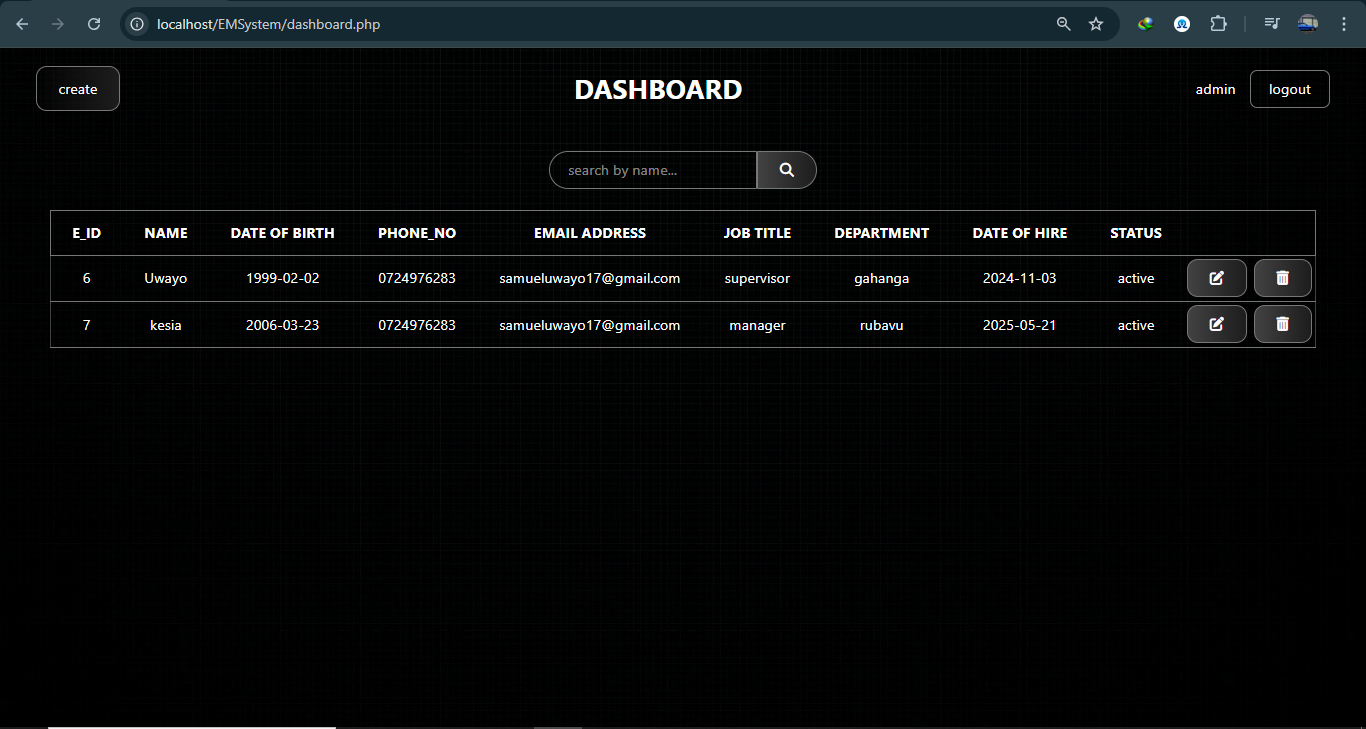 localhost/EMSystem/dashboard.php
create DASHBOARD admin logout
search by name...
E_ID NAME DATE OF BIRTH PHONE_NO EMAIL ADDRESS JOB TITLE DEPARTMENT DATE OF HIRE STATUS
6 Uwayo 1999-02-02 0724976283 samueluwayo17@gmail.com supervisor gahanga 2024-11-03 active
7 kesia 2006-03-23 0724976283 samueluwayo17@gmail.com manager rubavu 2025-05-21 active